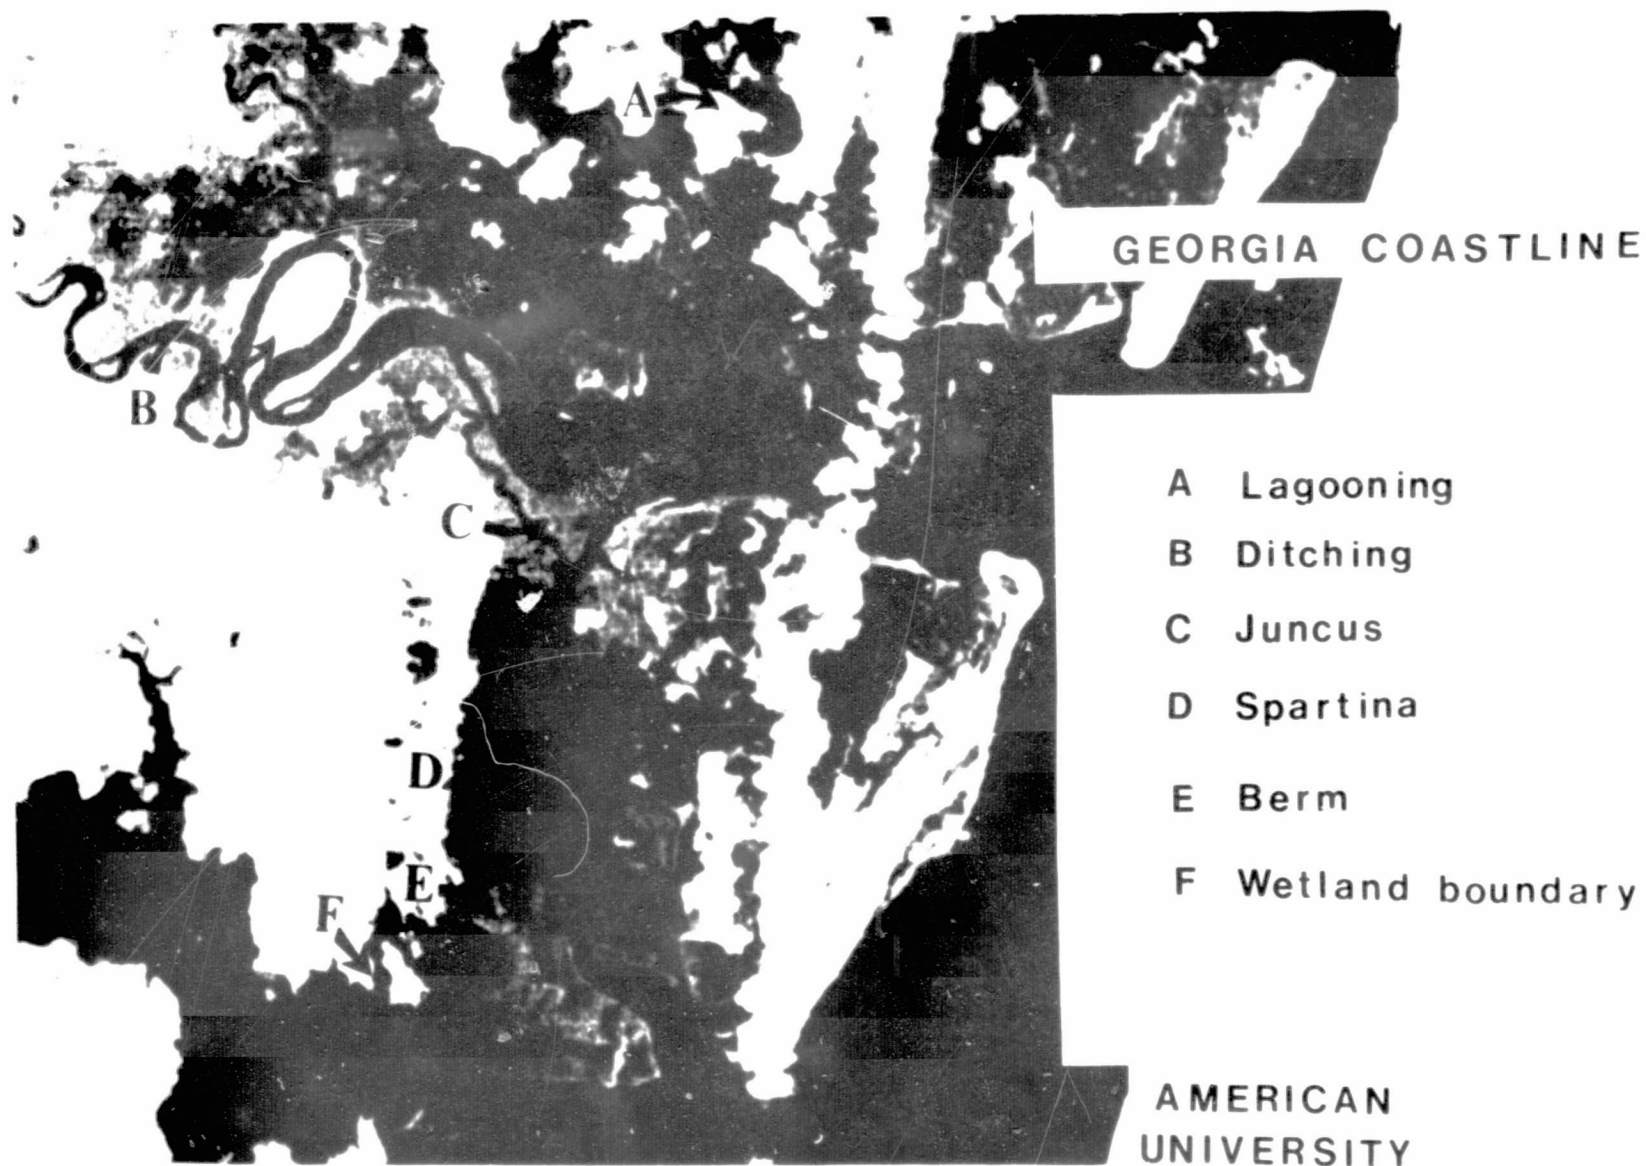 A
GEORGIA COASTLINE
B
C
D
E
F
A Lagooning
B Ditching
C Juncus
D Spartina
E Berm
F Wetland boundary
AMERICAN
UNIVERSITY